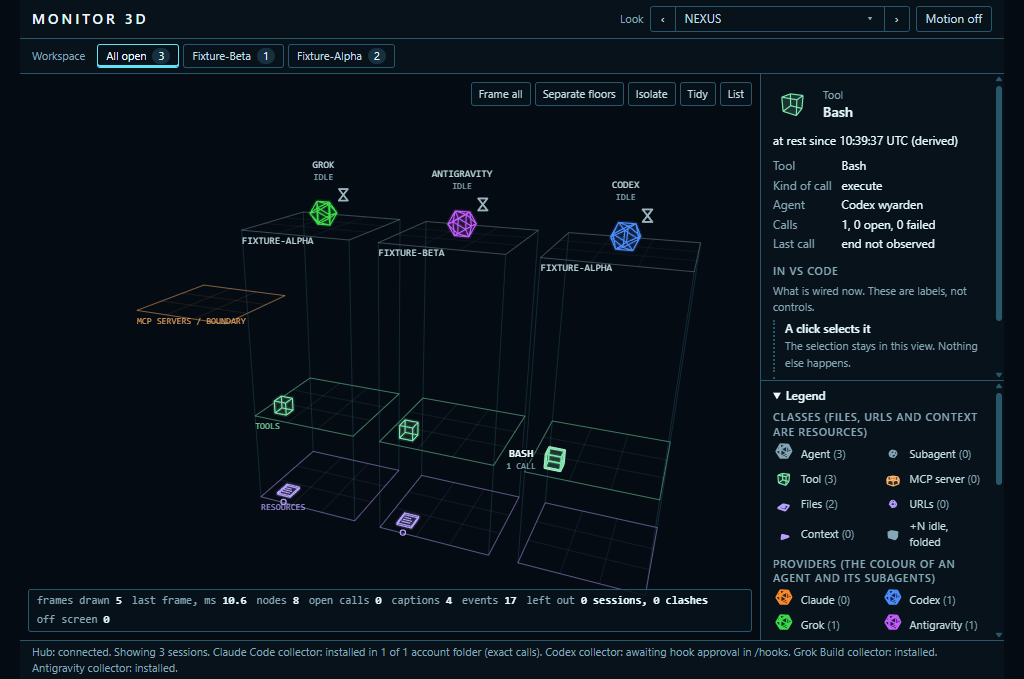 MONITOR 3D
Look ‹ NEXUS › Motion off
Workspace All open 3 Fixture-Beta 1 Fixture-Alpha 2
Frame all Separate floors Isolate Tidy List
GROK
IDLE
ANTIGRAVITY
IDLE
CODEX
IDLE
FIXTURE-ALPHA
FIXTURE-BETA
FIXTURE-ALPHA
MCP SERVERS / BOUNDARY
TOOLS
BASH
1 CALL
RESOURCES
frames drawn 5 last frame, ms 10.6 nodes 8 open calls 0 captions 4 events 17 left out 0 sessions, 0 clashes
off screen 0
Tool
Bash
at rest since 10:39:37 UTC (derived)
Tool Bash
Kind of call execute
Agent Codex wyarden
Calls 1, 0 open, 0 failed
Last call end not observed
IN VS CODE
What is wired now. These are labels, not
controls.
A click selects it
The selection stays in this view. Nothing
else happens.
Legend
CLASSES (FILES, URLS AND CONTEXT
ARE RESOURCES)
Agent (3) Subagent (0)
Tool (3) MCP server (0)
Files (2) URLs (0)
Context (0) +N idle,
folded
PROVIDERS (THE COLOUR OF AN
AGENT AND ITS SUBAGENTS)
Claude (0) Codex (1)
Grok (1) Antigravity (1)
Hub: connected. Showing 3 sessions. Claude Code collector: installed in 1 of 1 account folder (exact calls). Codex collector: awaiting hook approval in /hooks. Grok Build collector: installed.
Antigravity collector: installed.